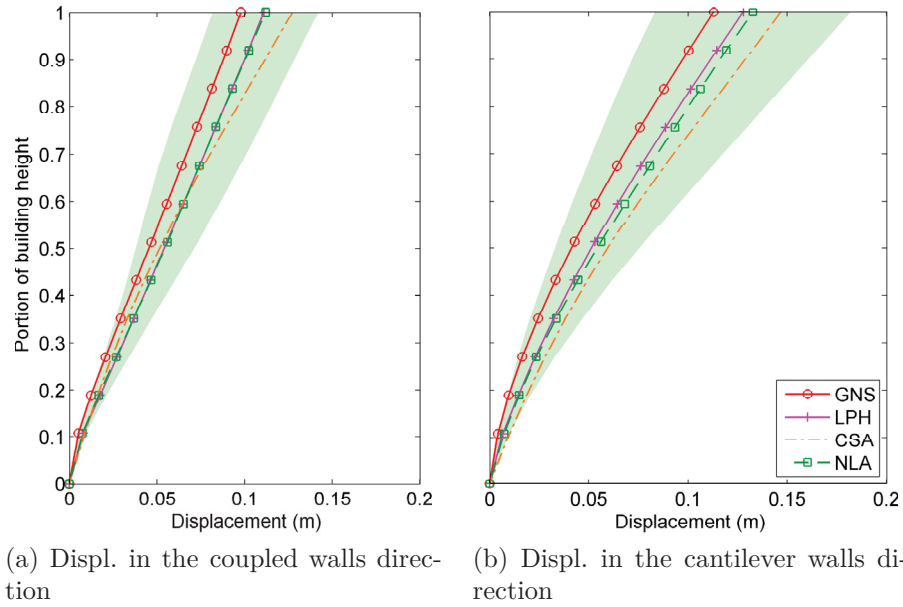 1
0.9
0.8
0.7
0.6
0.5
0.4
0.3
0.2
0.1
0
Portion of building height
0
0.05
0.1
0.15
0.2
Displacement (m)
0
0.05
0.1
0.15
0.2
Displacement (m)
GNS
LPH
CSA
NLA
(a) Displ. in the coupled walls direc-
tion
(b) Displ. in the cantilever walls di-
rection